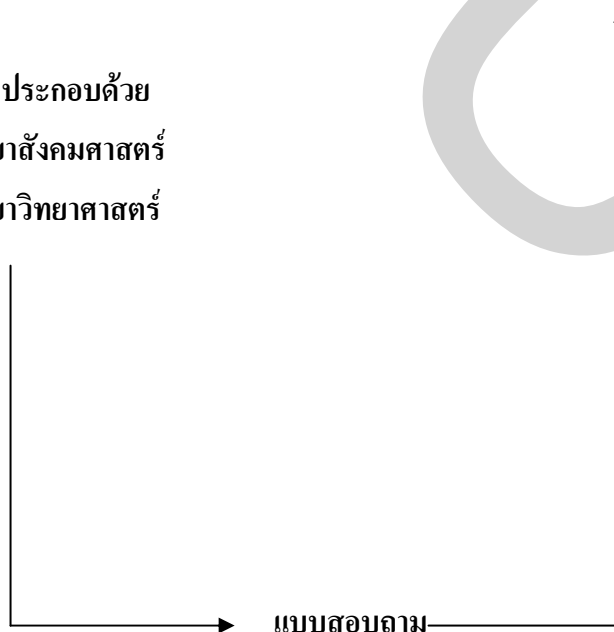 ประกอบด้วย
าสังคมศาสตร์
าวิทยาศาสตร์
แบบสอบถาม